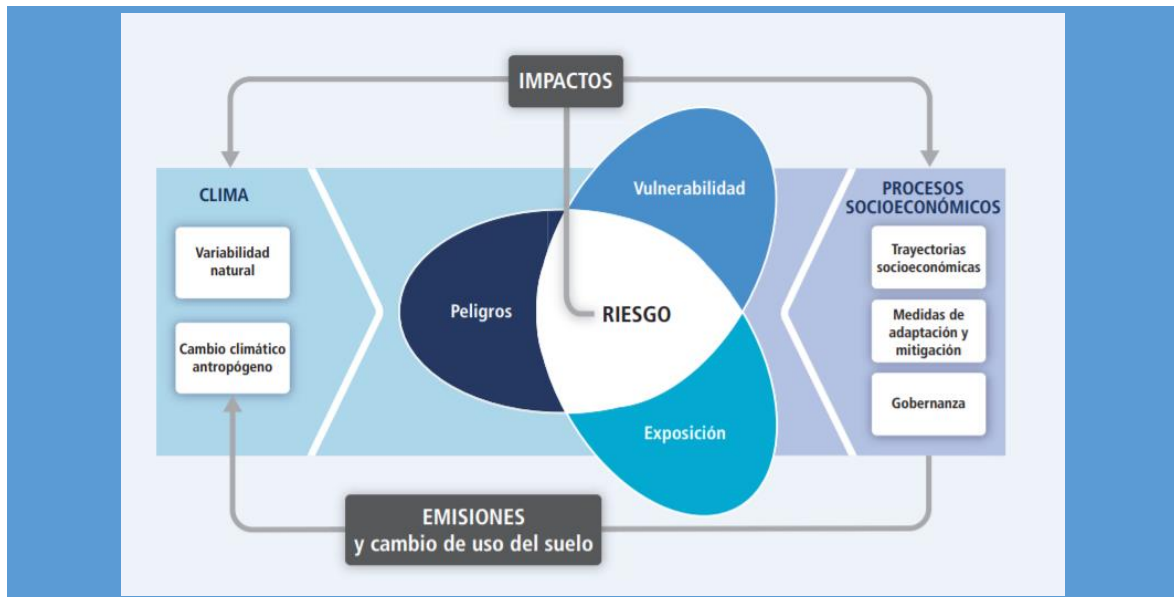 IMPACTOS
CLIMA
Variabilidad
natural
Cambio climático
antropógeno
Vulnerabilidad
Peligros
RIESGO
Exposición
PROCESOS
SOCIOECONÓMICOS
Trayectorias
socioeconómicas
Medidas de
adaptación y
mitigación
Gobernanza
EMISIONES
y cambio de uso del suelo